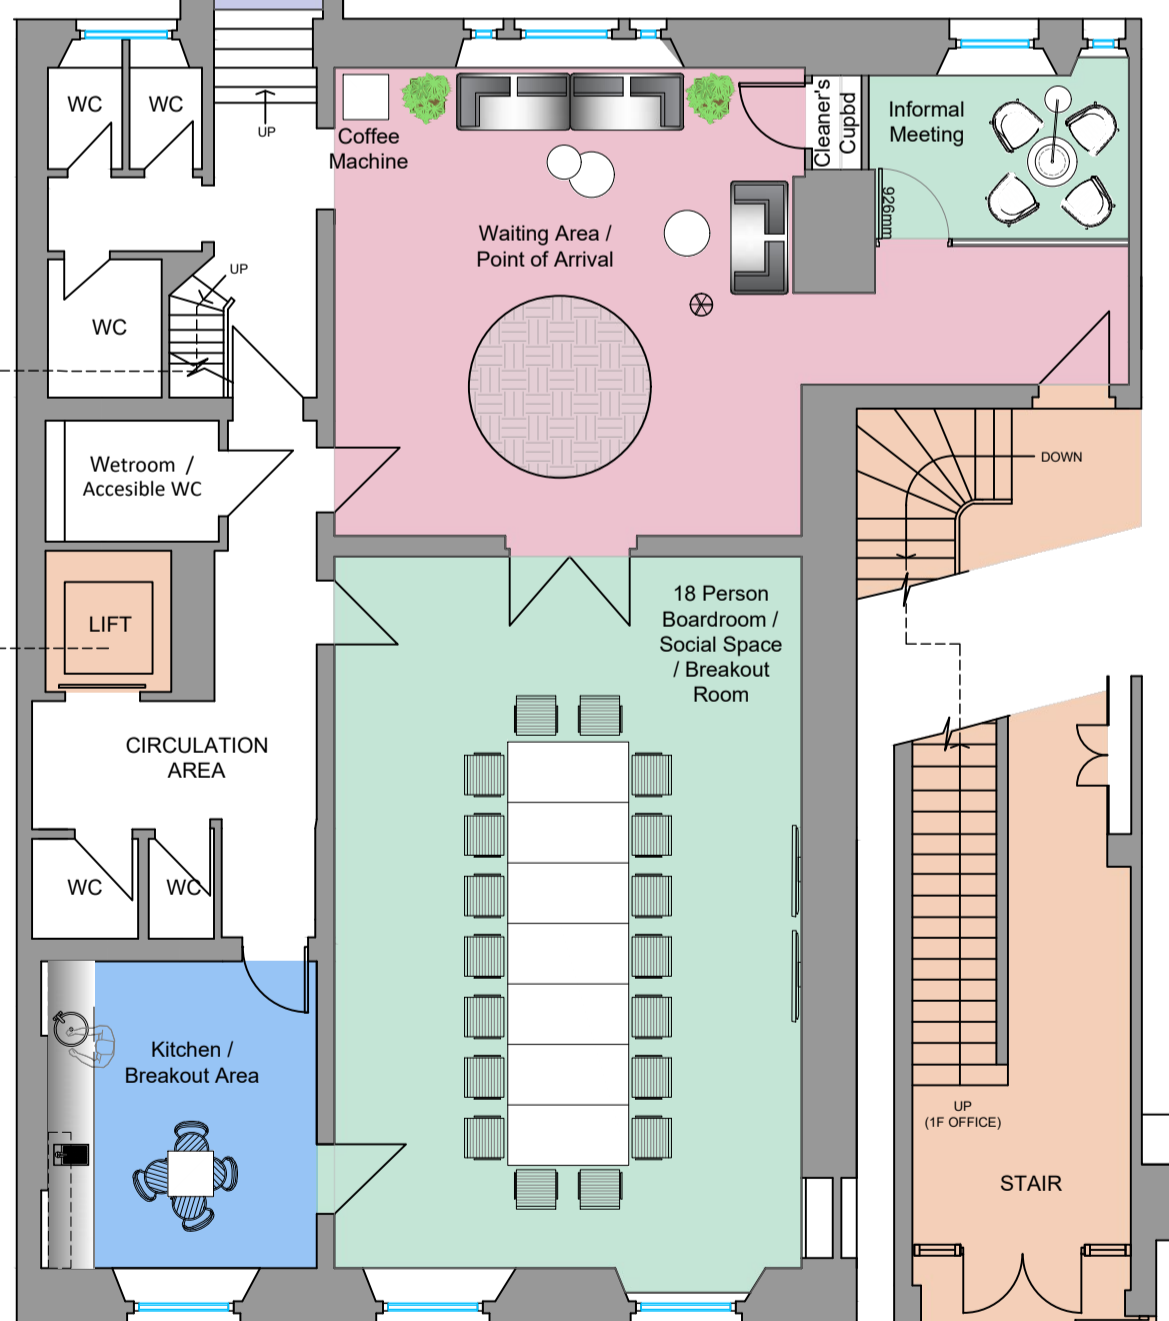 WC
WC
UP
Coffee
Machine
Cleaner's
Cupbd
Informal
Meeting
926mm
Waiting Area /
Point of Arrival
UP
WC
Wetroom /
Accesible WC
DOWN
LIFT
18 Person
Boardroom /
Social Space
/ Breakout
Room
CIRCULATION
AREA
WC
WC
Kitchen /
Breakout Area
UP
(1F OFFICE)
STAIR